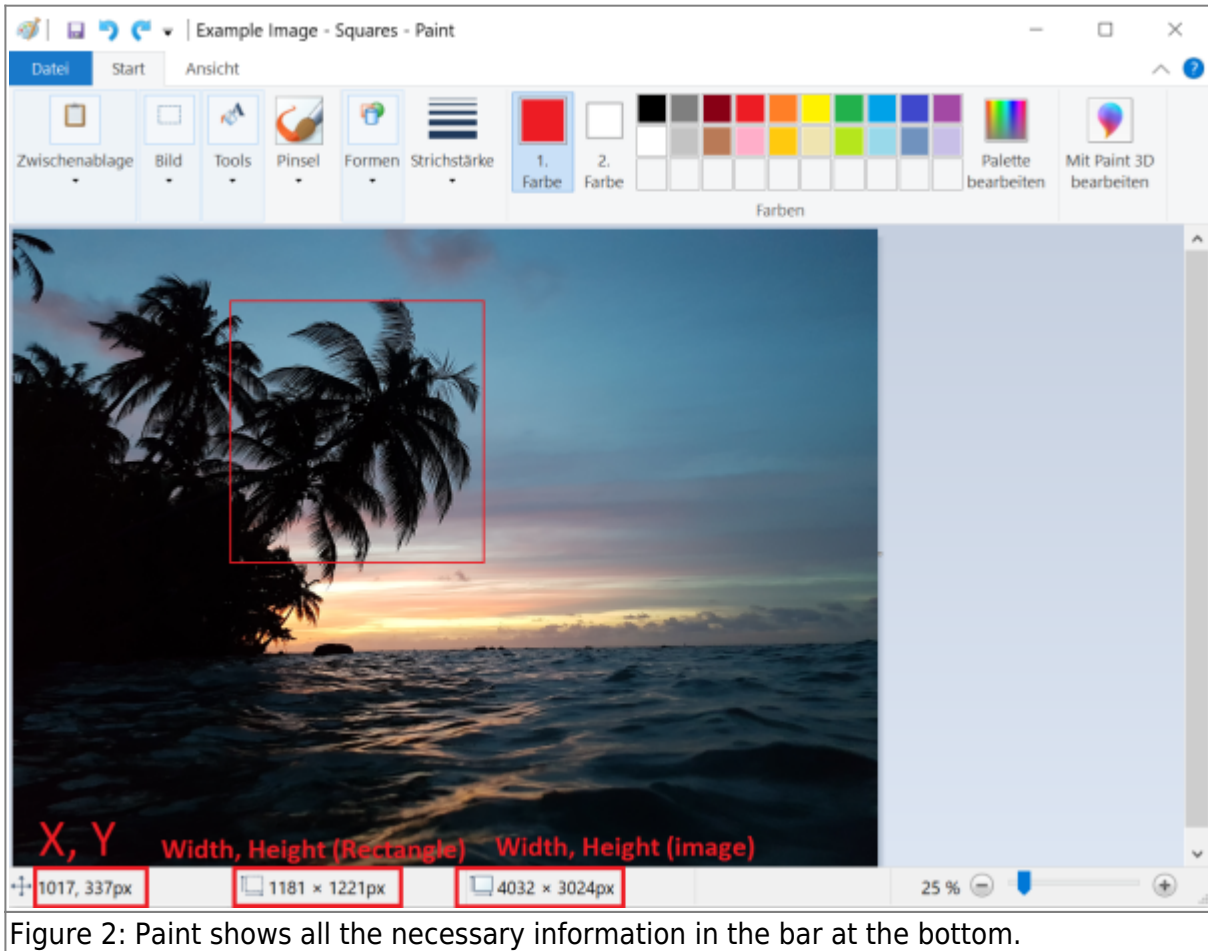 Example Image - Squares - Paint
Datei Start Ansicht
?
Zwischenablage Bild Tools Pinsel Formen Strichstärke 1. Farbe 2. Farbe Palette bearbeiten Mit Paint 3D bearbeiten
Farben
X, Y Width, Height (Rectangle) Width, Height (image)
1017, 337px 1181 × 1221px 4032 × 3024px 25 %
Figure 2: Paint shows all the necessary information in the bar at the bottom.